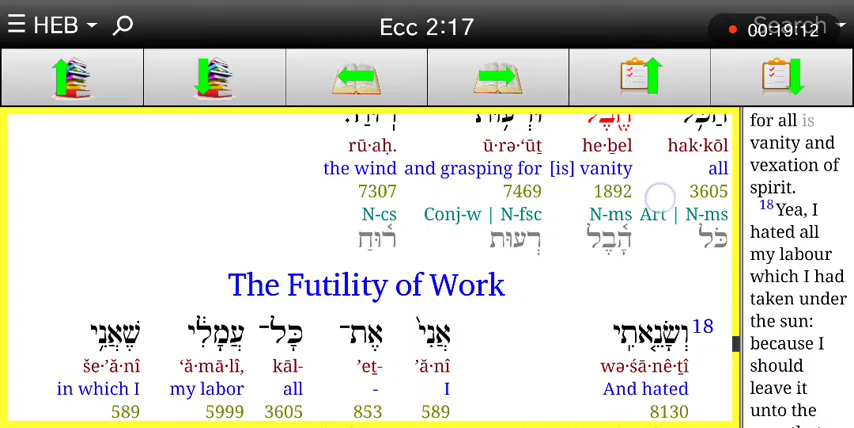 ☰ HEB Ecc 2:17 Search
00:19:12
הַכֹּ֥ל הֶ֖בֶל וּרְע֥וּת רֽוּחַ׃
hak·kōl he·ḇel ū·rə·‘ūṯ rū·aḥ.
all [is] vanity and grasping for the wind
3605 1892 7469 7307
Art | N-ms N-ms Conj-w | N-fsc N-cs
The Futility of Work
18 וְשָׂנֵ֤אתִֽי אֲנִי֙ אֶת־ כָּל־ עֲמָלִ֔י שֶׁאֲנִ֥י
wə·śā·nê·ṯî ’ă·nî ’eṯ- kāl- ‘ă·mā·lî, še·’ă·nî
And hated I - all my labor in which I
8130 589 853 3605 5999 589
for all is
vanity and
vexation of
spirit.
18Yea, I
hated all
my labour
which I had
taken under
the sun:
because I
should
leave it
unto the